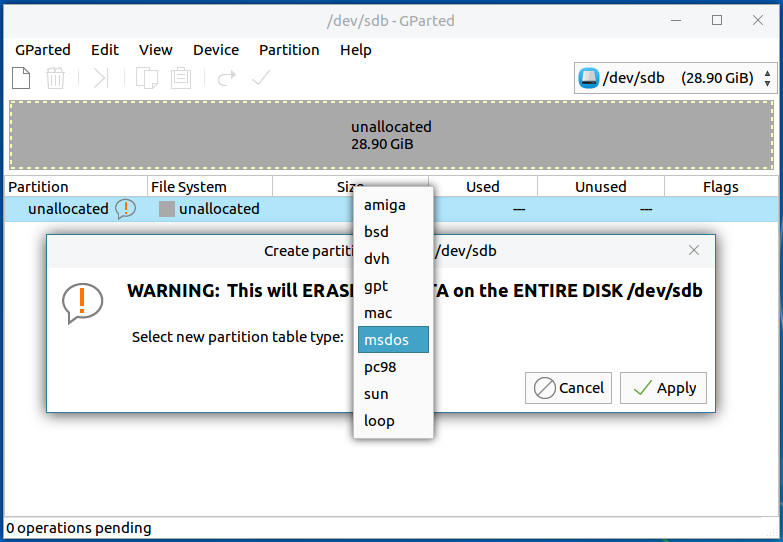 /dev/sdb - GParted
GParted Edit View Device Partition Help
/dev/sdb (28.90 GiB)
unallocated
28.90 GiB
Partition File System Size Used Unused Flags
unallocated unallocated --- ---
Create partiti /dev/sdb
WARNING: This will ERAS TA on the ENTIRE DISK /dev/sdb
Select new partition table type:
amiga
bsd
dvh
gpt
mac
msdos
pc98
sun
loop
Cancel Apply
0 operations pending